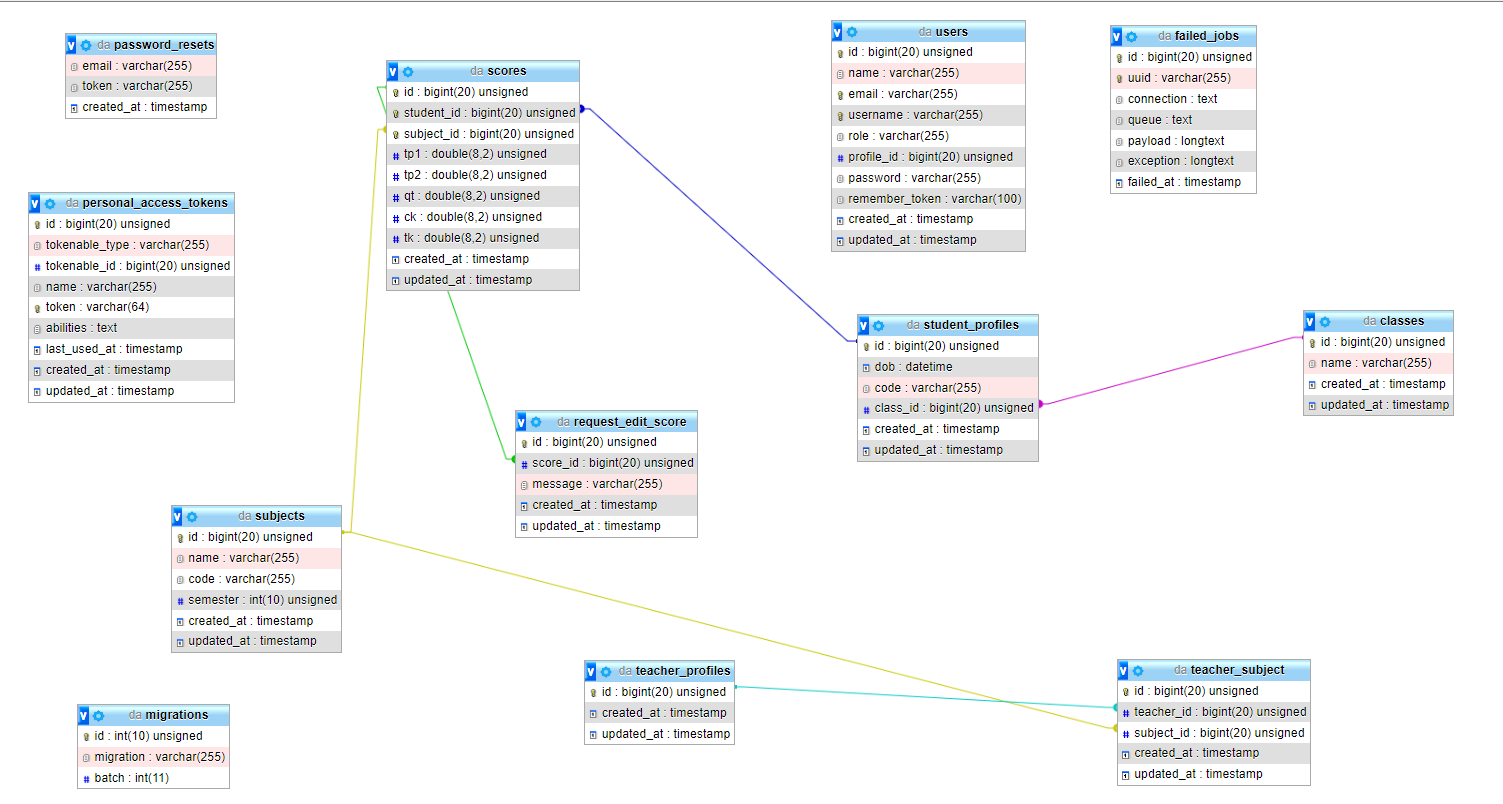 da password_resets
email : varchar(255)
token : varchar(255)
created_at : timestamp
da scores
id : bigint(20) unsigned
student_id : bigint(20) unsigned
subject_id : bigint(20) unsigned
tp1 : double(8,2) unsigned
tp2 : double(8,2) unsigned
qt : double(8,2) unsigned
ck : double(8,2) unsigned
tk : double(8,2) unsigned
created_at : timestamp
updated_at : timestamp
da users
id : bigint(20) unsigned
name : varchar(255)
email : varchar(255)
username : varchar(255)
role : varchar(255)
profile_id : bigint(20) unsigned
password : varchar(255)
remember_token : varchar(100)
created_at : timestamp
updated_at : timestamp
da failed_jobs
id : bigint(20) unsigned
uuid : varchar(255)
connection : text
queue : text
payload : longtext
exception : longtext
failed_at : timestamp
da personal_access_tokens
id : bigint(20) unsigned
tokenable_type : varchar(255)
tokenable_id : bigint(20) unsigned
name : varchar(255)
token : varchar(64)
abilities : text
last_used_at : timestamp
created_at : timestamp
updated_at : timestamp
da student_profiles
id : bigint(20) unsigned
dob : datetime
code : varchar(255)
class_id : bigint(20) unsigned
created_at : timestamp
updated_at : timestamp
da classes
id : bigint(20) unsigned
name : varchar(255)
created_at : timestamp
updated_at : timestamp
da request_edit_score
id : bigint(20) unsigned
score_id : bigint(20) unsigned
message : varchar(255)
created_at : timestamp
updated_at : timestamp
da subjects
id : bigint(20) unsigned
name : varchar(255)
code : varchar(255)
semester : int(10) unsigned
created_at : timestamp
updated_at : timestamp
da teacher_profiles
id : bigint(20) unsigned
created_at : timestamp
updated_at : timestamp
da teacher_subject
id : bigint(20) unsigned
teacher_id : bigint(20) unsigned
subject_id : bigint(20) unsigned
created_at : timestamp
updated_at : timestamp
da migrations
id : int(10) unsigned
migration : varchar(255)
batch : int(11)